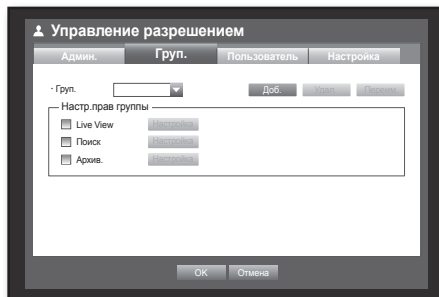 Управление разрешением
Админ. Груп. Пользователь Настройка
· Груп. Доб. Удал. Переим.
Настр.прав группы
Live View Настройка
Поиск Настройка
Архив. Настройка
OK Отмена